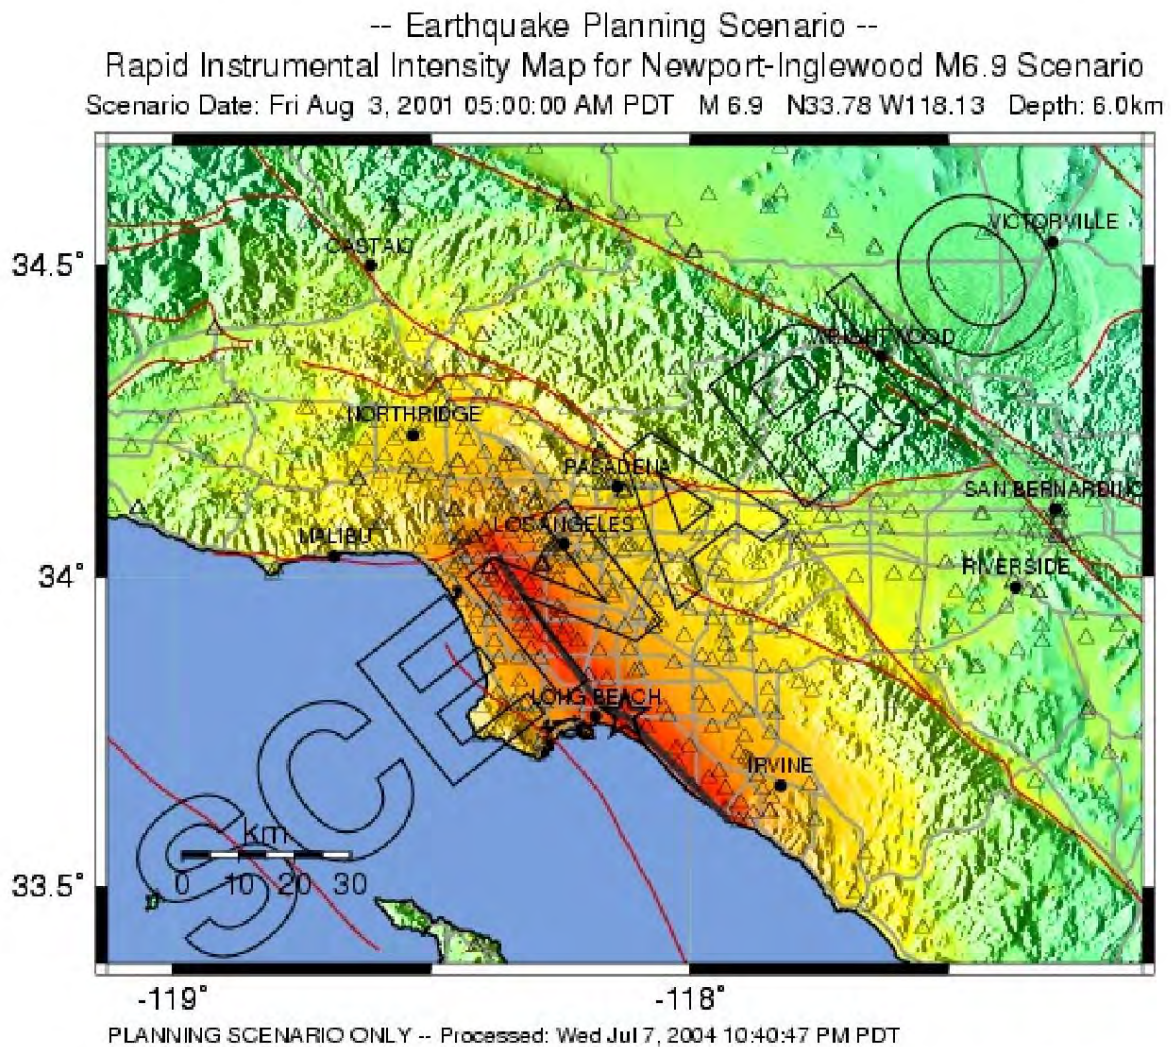 -- Earthquake Planning Scenario --
Rapid Instrumental Intensity Map for Newport-Inglewood M6.9 Scenario
Scenario Date: Fri Aug 3, 2001 05:00:00 AM PDT M 6.9 N33.78 W118.13 Depth: 6.0km
VICTORVILLE
CASTAIC
34.5°
WRIGHTWOOD
NORTHRIDGE
PASADENA
SAN BERNARDINO
LOS ANGELES
MALIBU
34°
RIVERSIDE
LONG BEACH
IRVINE
SCENARIO
km
0 10 20 30
33.5°
-119° -118°
PLANNING SCENARIO ONLY -- Processed: Wed Jul 7, 2004 10:40:47 PM PDT